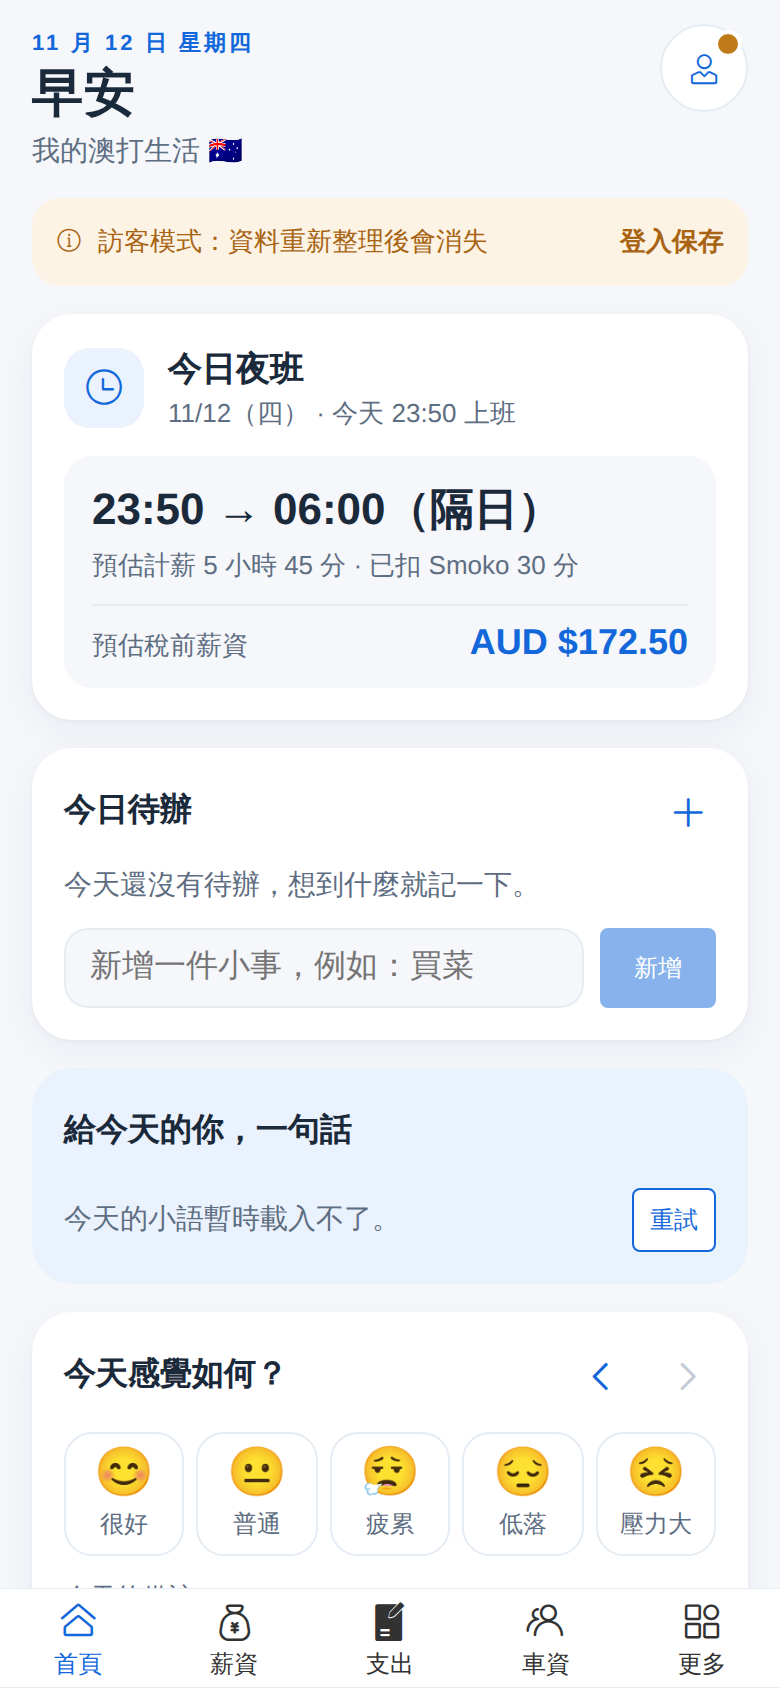 11 月 12 日 星期四
早安
我的澳打生活 🇦🇺
訪客模式：資料重新整理後會消失 登入保存
今日夜班
11/12（四） · 今天 23:50 上班
23:50 → 06:00（隔日）
預估計薪 5 小時 45 分 · 已扣 Smoko 30 分
預估稅前薪資 AUD $172.50
今日待辦
今天還沒有待辦，想到什麼就記一下。
新增一件小事，例如：買菜 新增
給今天的你，一句話
今天的小語暫時載入不了。 重試
今天感覺如何？
很好 普通 疲累 低落 壓力大
首頁 薪資 支出 車資 更多